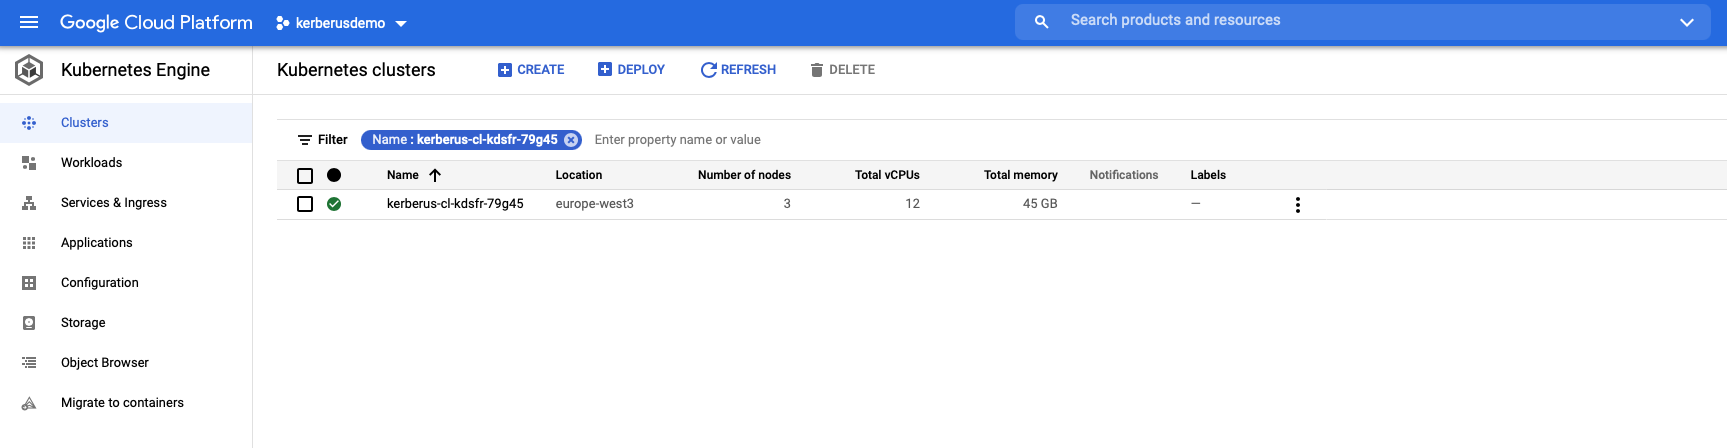 Google Cloud Platform kerberusdemo Search products and resources
Kubernetes Engine
Kubernetes clusters CREATE DEPLOY REFRESH DELETE
Clusters
Workloads
Services & Ingress
Applications
Configuration
Storage
Object Browser
Migrate to containers
Filter Name : kerberus-cl-kdsfr-79g45 Enter property name or value
Name Location Number of nodes Total vCPUs Total memory Notifications Labels
kerberus-cl-kdsfr-79g45 europe-west3 3 12 45 GB —